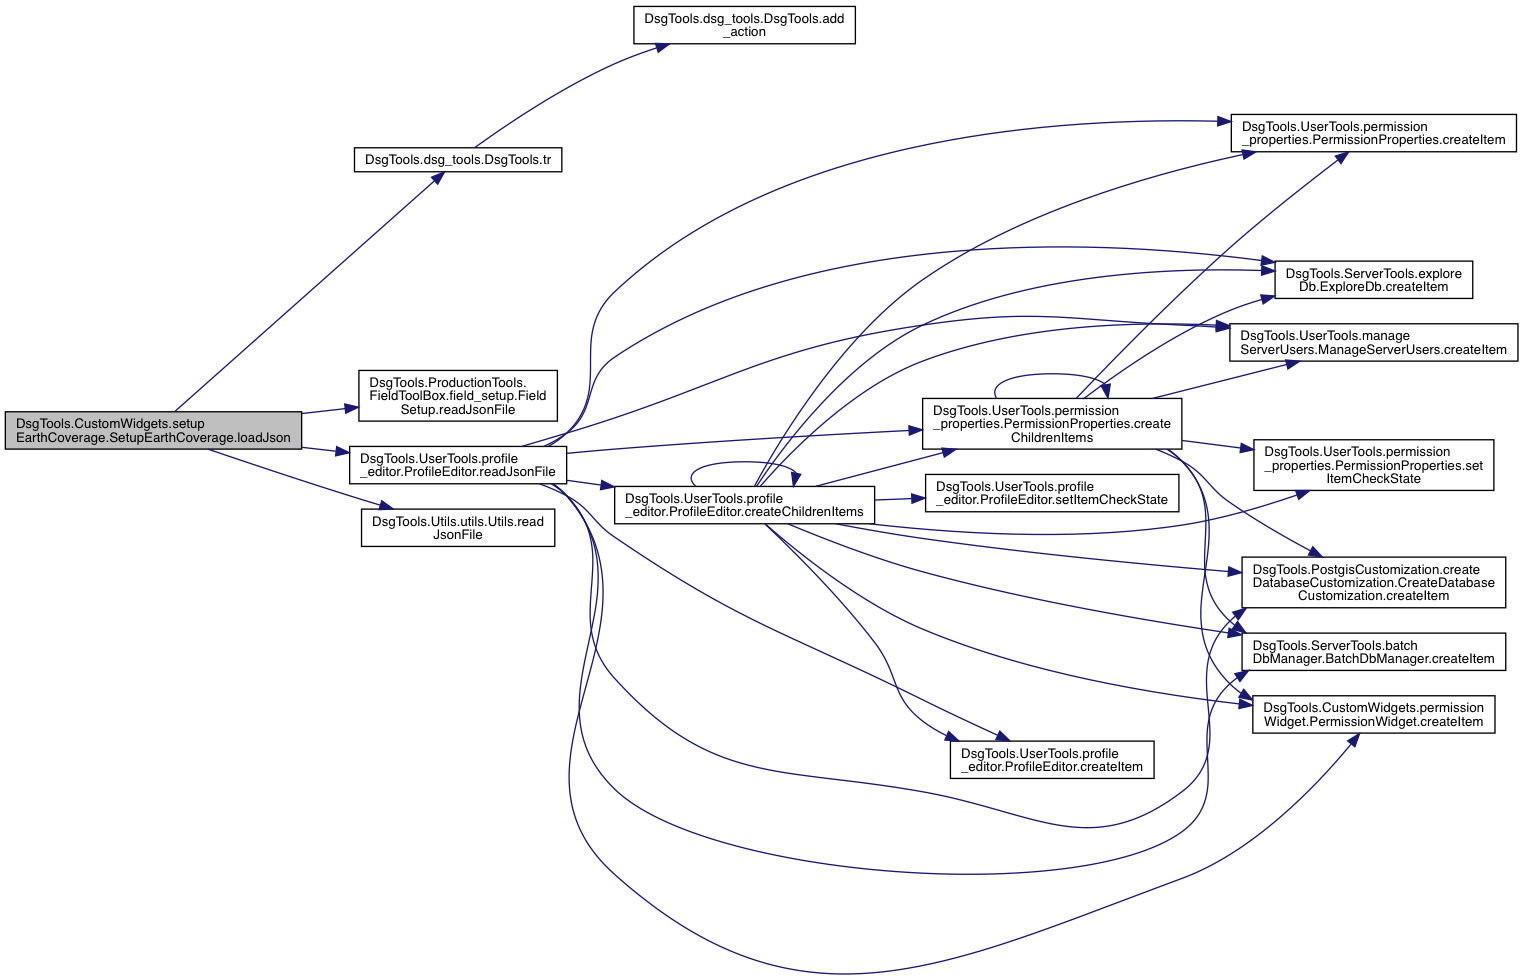 DsgTools.dsg_tools.DsgTools.add
_action
DsgTools.UserTools.permission
_properties.PermissionProperties.createItem
DsgTools.dsg_tools.DsgTools.tr
DsgTools.ServerTools.explore
Db.ExploreDb.createItem
DsgTools.UserTools.manage
ServerUsers.ManageServerUsers.createItem
DsgTools.ProductionTools.
FieldToolBox.field_setup.Field
Setup.readJsonFile
DsgTools.CustomWidgets.setup
EarthCoverage.SetupEarthCoverage.loadJson
DsgTools.UserTools.permission
_properties.PermissionProperties.create
ChildrenItems
DsgTools.UserTools.profile
_editor.ProfileEditor.readJsonFile
DsgTools.UserTools.permission
_properties.PermissionProperties.set
ItemCheckState
DsgTools.UserTools.profile
_editor.ProfileEditor.setItemCheckState
DsgTools.UserTools.profile
_editor.ProfileEditor.createChildrenItems
DsgTools.Utils.utils.Utils.read
JsonFile
DsgTools.PostgisCustomization.create
DatabaseCustomization.CreateDatabase
Customization.createItem
DsgTools.ServerTools.batch
DbManager.BatchDbManager.createItem
DsgTools.CustomWidgets.permission
Widget.PermissionWidget.createItem
DsgTools.UserTools.profile
_editor.ProfileEditor.createItem